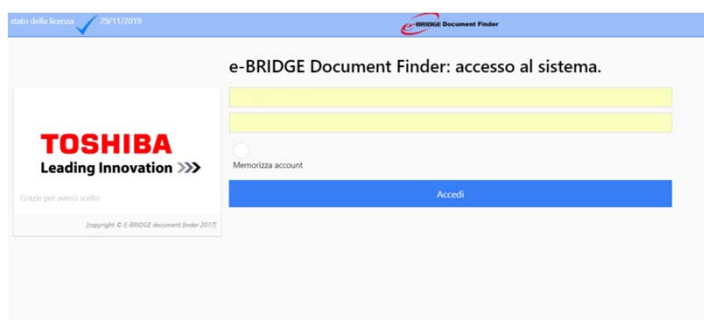 stato della licenza 29/11/2019
e-BRIDGE Document Finder
e-BRIDGE Document Finder: accesso al sistema.
TOSHIBA
Leading Innovation >>>
Memorizza account
Grazie per averci scelto
Accedi
[copyright © E-BRIDGE document finder 2017]